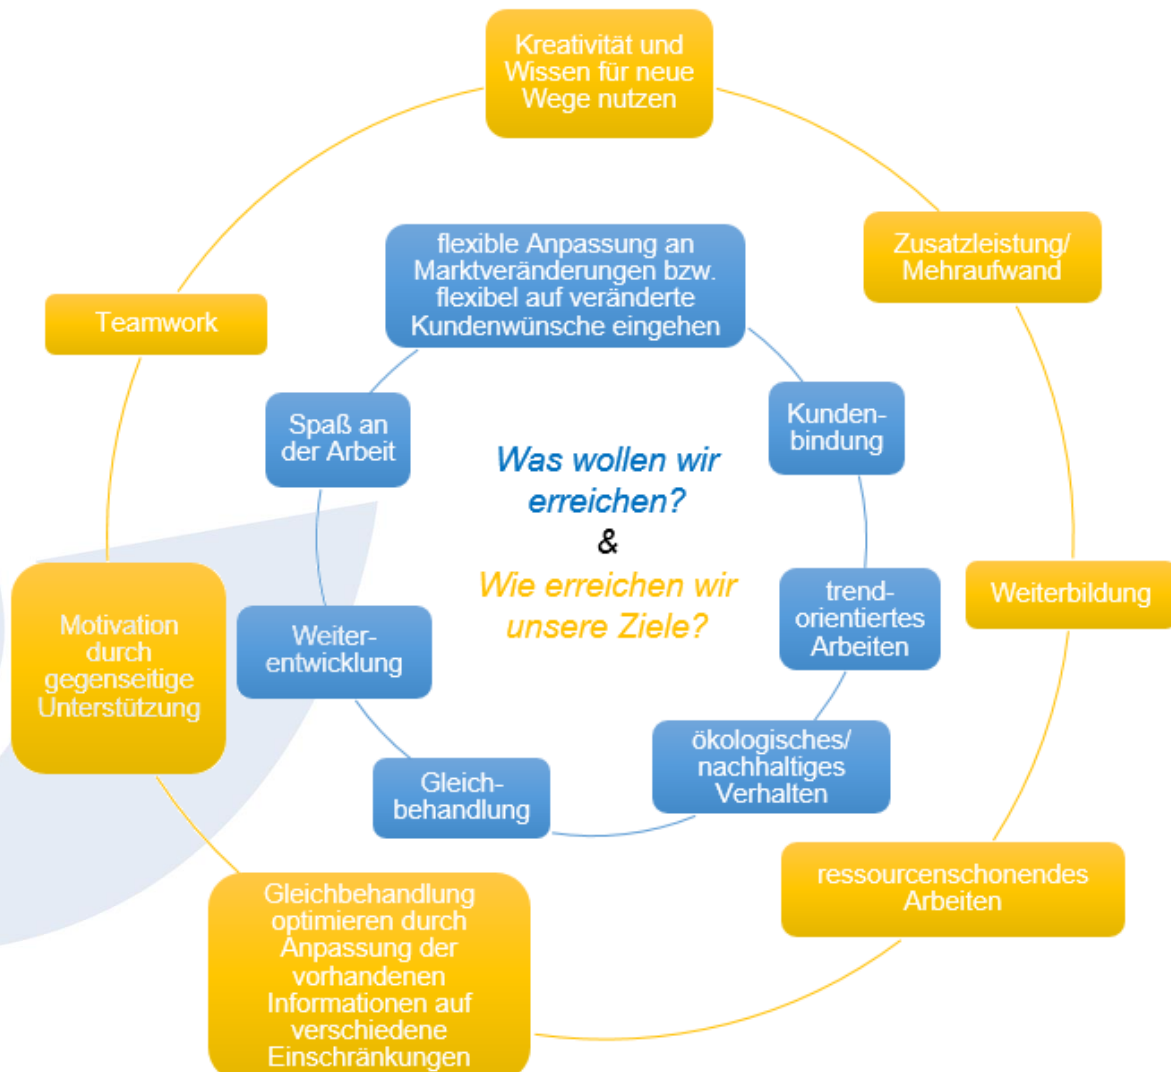 Kreativität und
Wissen für neue
Wege nutzen
Zusatzleistung/
Mehraufwand
Weiterbildung
ressourcenschonendes
Arbeiten
Gleichbehandlung
optimieren durch
Anpassung der
vorhandenen
Informationen auf
verschiedene
Einschränkungen
Motivation
durch
gegenseitige
Unterstützung
Teamwork
flexible Anpassung an
Marktveränderungen bzw.
flexibel auf veränderte
Kundenwünsche eingehen
Kunden-
bindung
trend-
orientiertes
Arbeiten
ökologisches/
nachhaltiges
Verhalten
Gleich-
behandlung
Weiter-
entwicklung
Spaß an
der Arbeit
Was wollen wir
erreichen?
&
Wie erreichen wir
unsere Ziele?